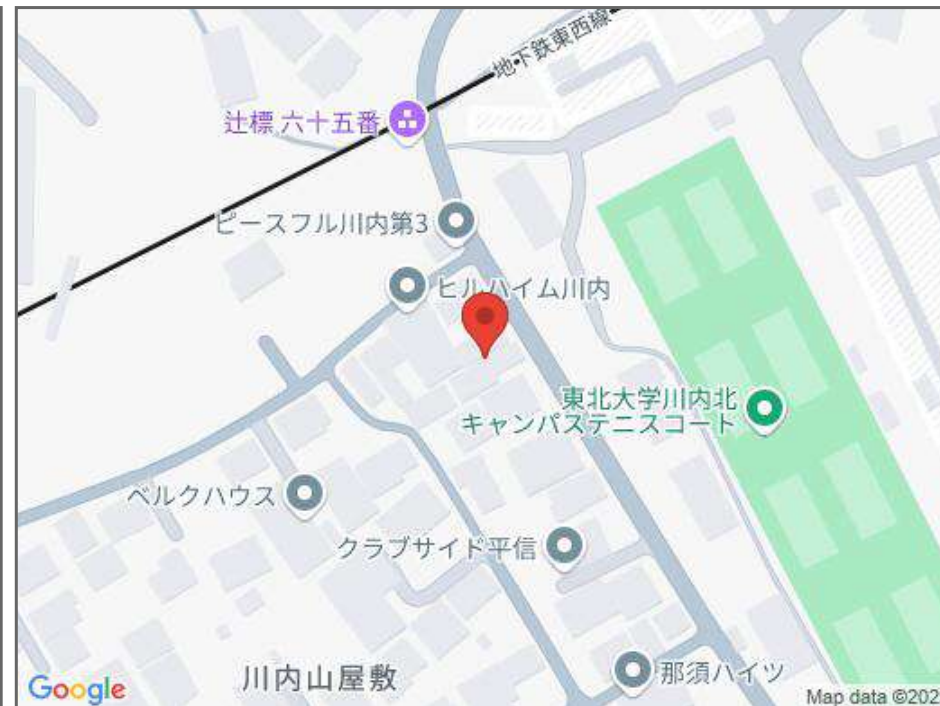 地下鉄東西線
辻標 六十五番
ピースフル川内第3
ヒルハイム川内
東北大学川内北
キャンパステニスコート
ベルクハウス
クラブサイド平信
川内山屋敷
那須ハイツ
Google
Map data ©202